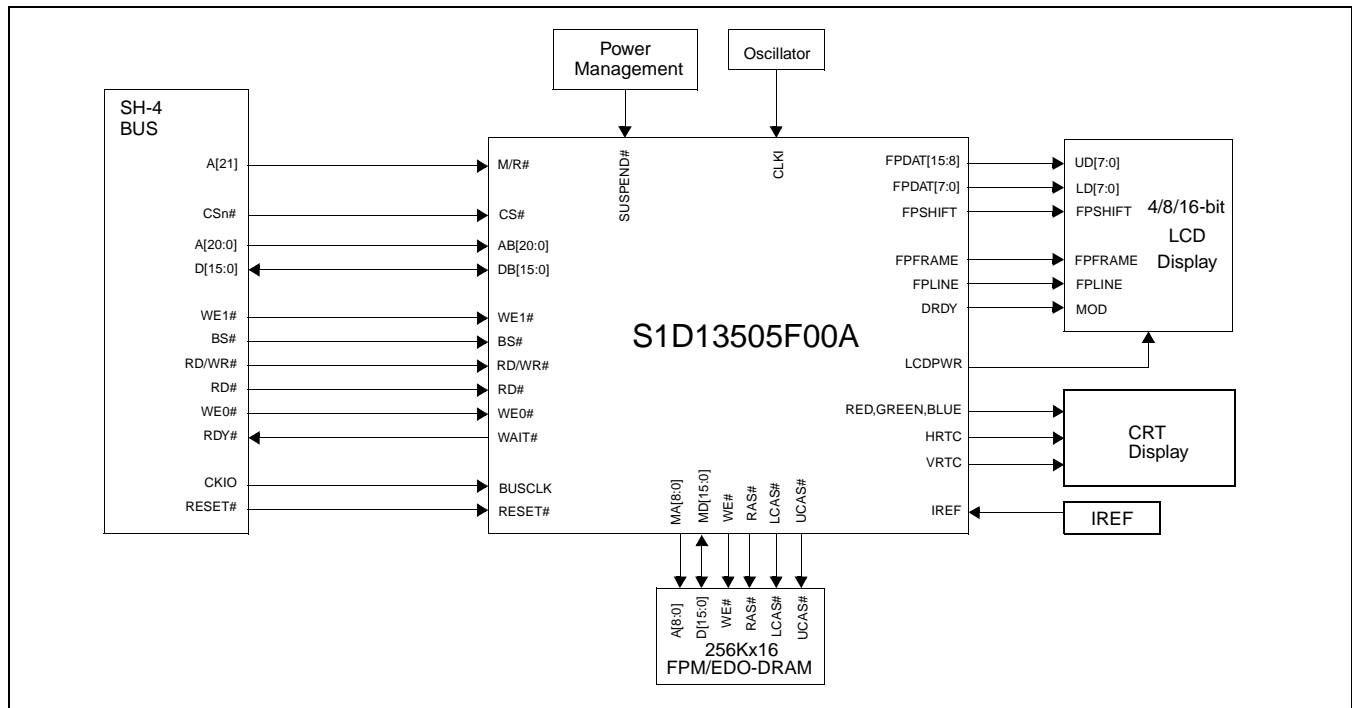 Power
Management
Oscillator
SH-4
BUS
A[21]
CSn#
A[20:0]
D[15:0]
WE1#
BS#
RD/WR#
RD#
WE0#
RDY#
CKIO
RESET#
M/R#
CS#
AB[20:0]
DB[15:0]
WE1#
BS#
RD/WR#
RD#
WE0#
WAIT#
BUSCLK
RESET#
SUSPEND#
CLKI
S1D13505F00A
FPDAT[15:8]
FPDAT[7:0]
FPSHIFT
FPFRAME
FPLINE
DRDY
LCDPWR
RED,GREEN,BLUE
HRTC
VRTC
IREF
UD[7:0]
LD[7:0]
FPSHIFT
FPFRAME
FPLINE
MOD
4/8/16-bit
LCD
Display
CRT
Display
IREF
MA[8:0]
MD[15:0]
WE#
RAS#
LCAS#
UCAS#
A[8:0]
D[15:0]
WE#
RAS#
LCAS#
UCAS#
256Kx16
FPM/EDO-DRAM